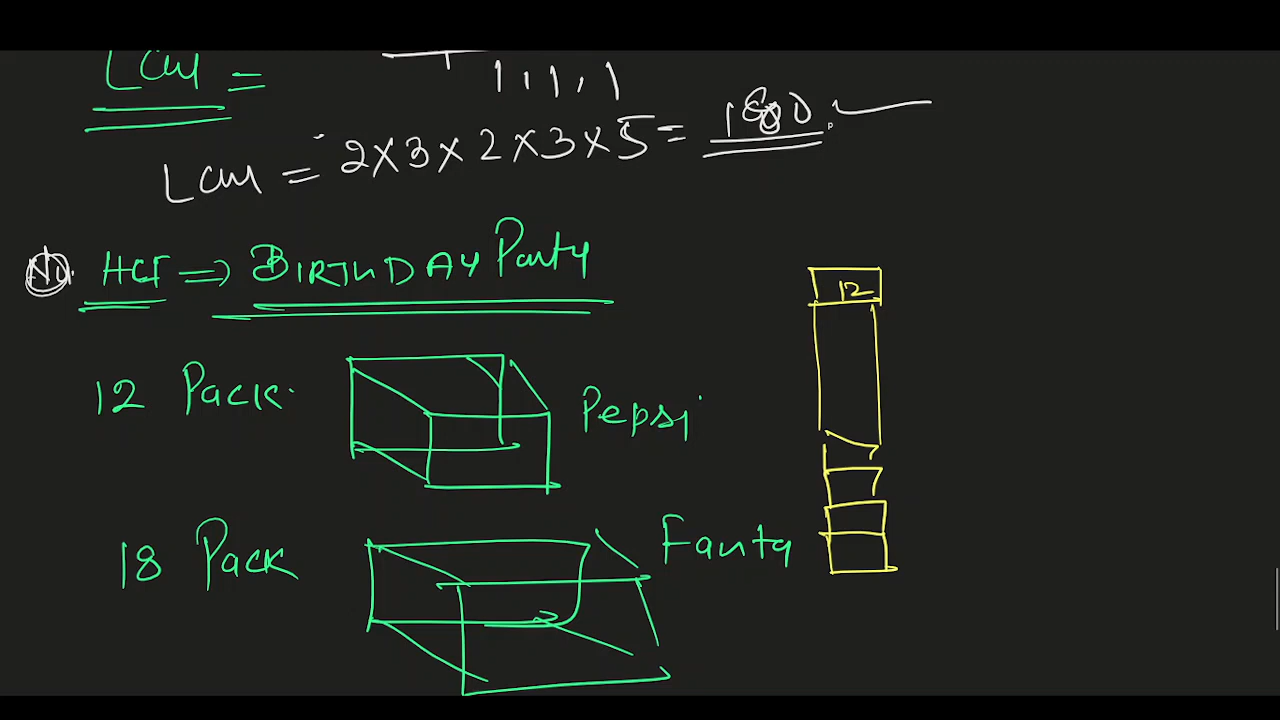 LCM =
1, 1, 1
LCM = 2×3×2×3×5 = 180
No. HCF ⇒ BIRTHDAY Party
12
12 Pack. Pepsi
18 Pack Fanta